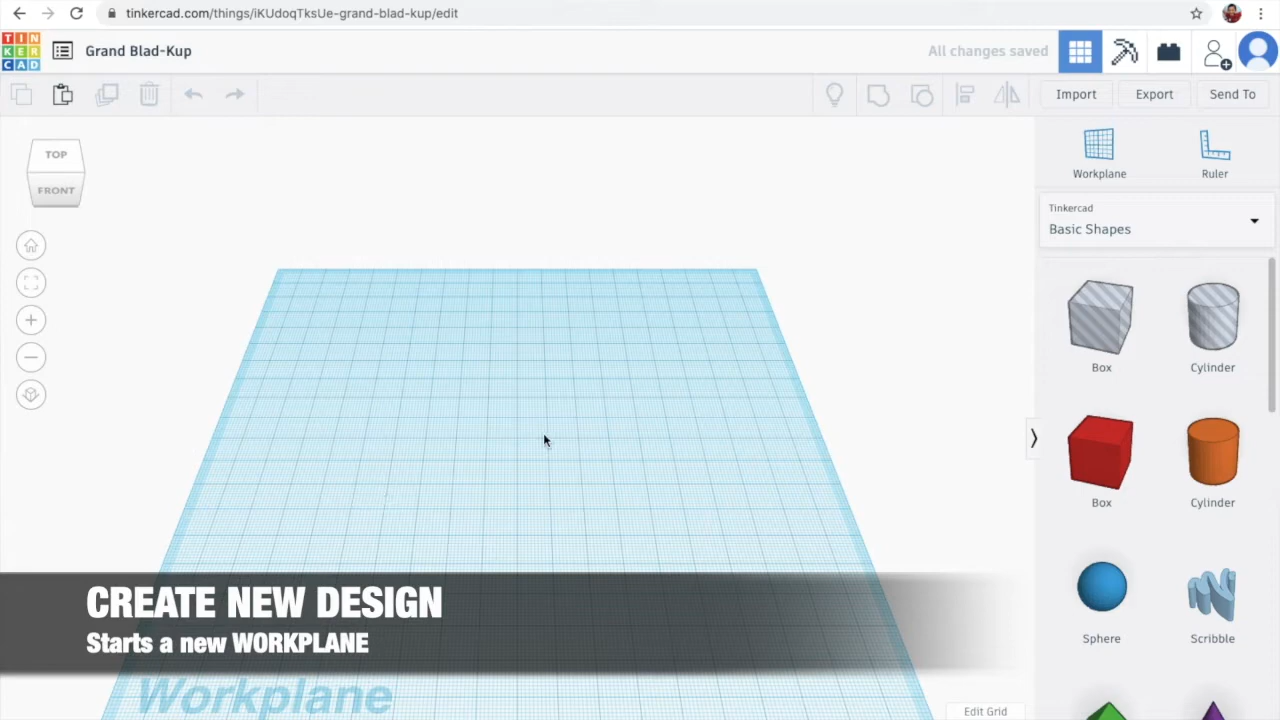 tinkercad.com/things/iKUdoqTksUe-grand-blad-kup/edit
TIN
KER
CAD
Grand Blad-Kup
All changes saved
Import
Export
Send To
TOP
FRONT
Workplane
Ruler
Tinkercad
Basic Shapes
Box
Cylinder
Box
Cylinder
Sphere
Scribble
CREATE NEW DESIGN
Starts a new WORKPLANE
Workplane
Edit Grid